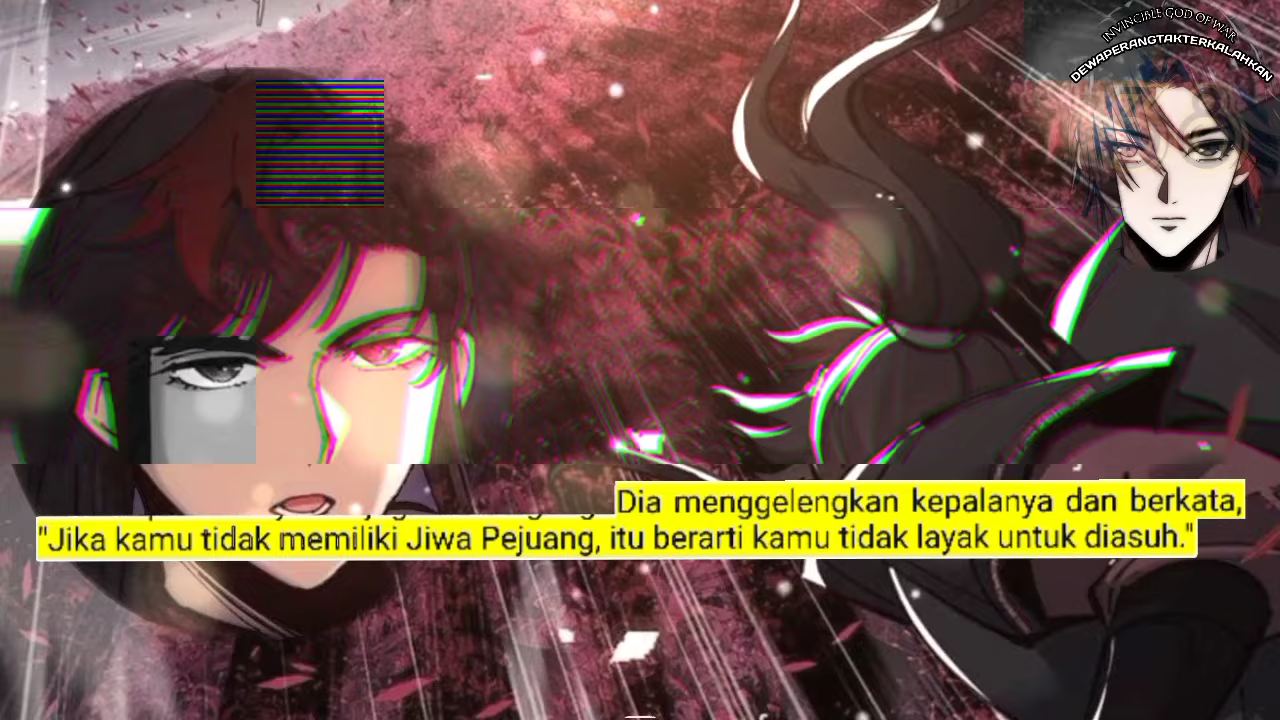 INVINCIBLE GOD OF WAR
DEWAPERANGTAKTERKALAHKAN
Dia menggelengkan kepalanya dan berkata,
"Jika kamu tidak memiliki Jiwa Pejuang, itu berarti kamu tidak layak untuk diasuh."